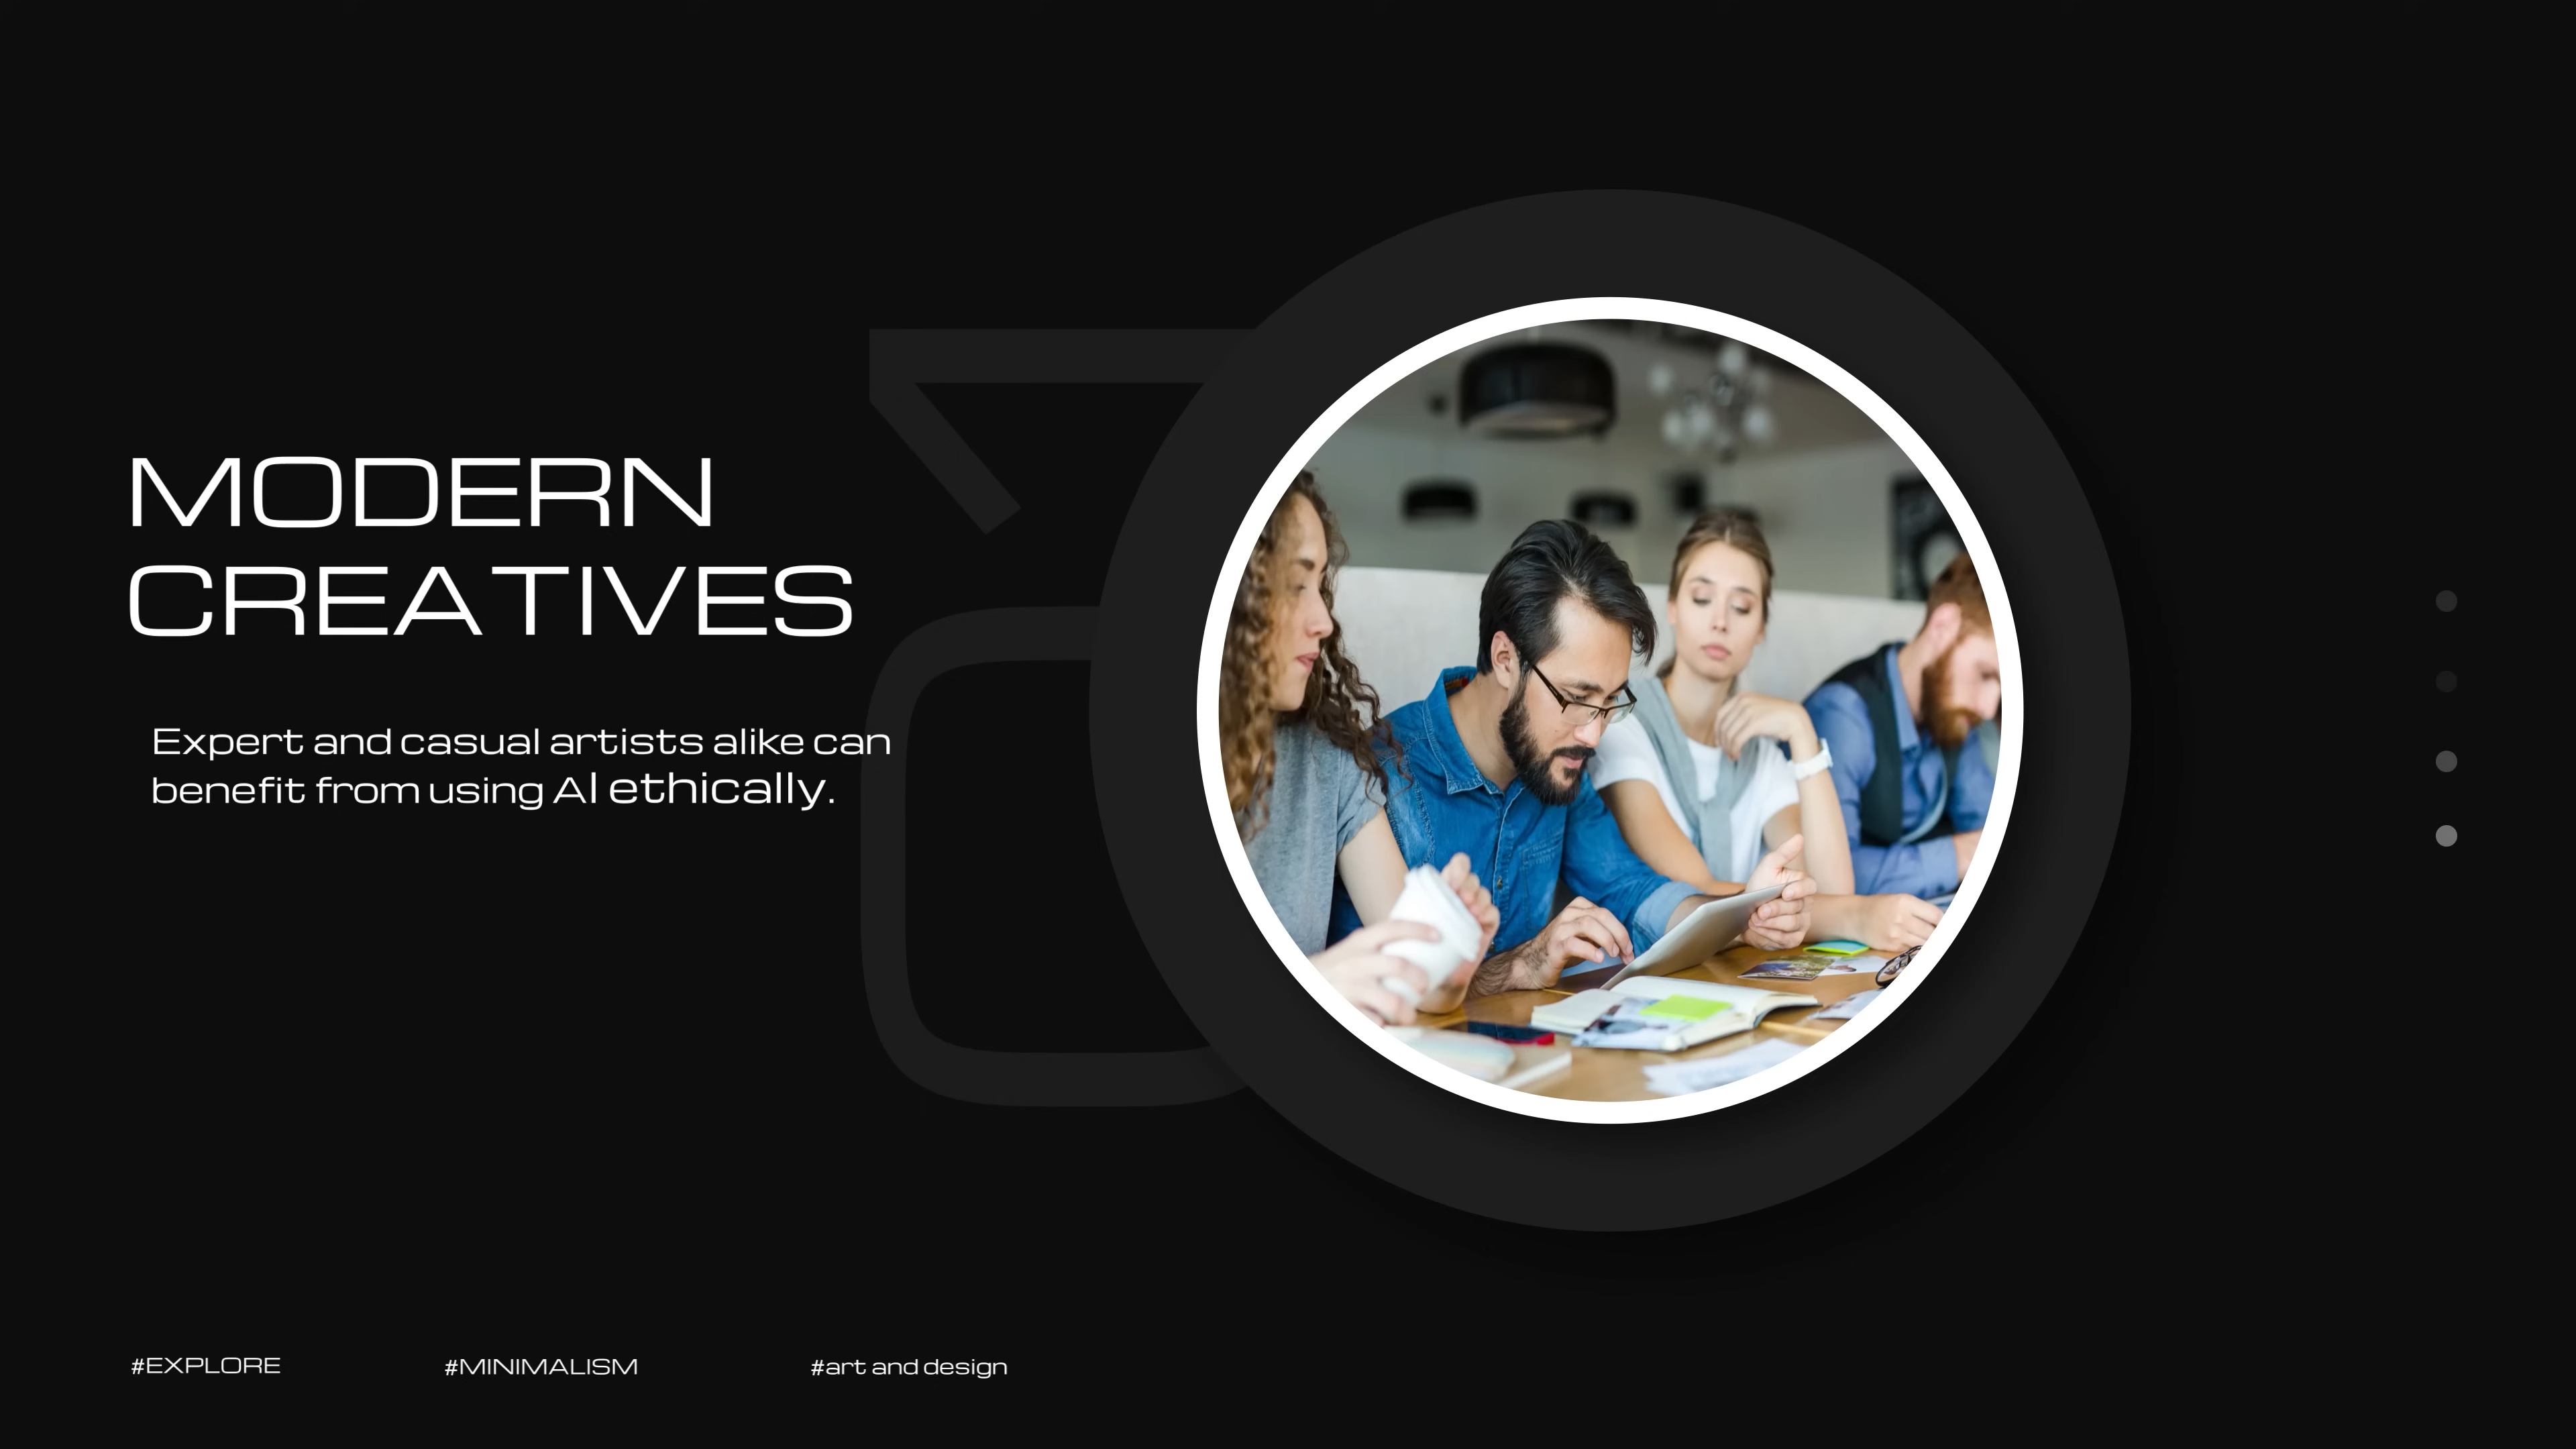 MODERN
CREATIVES
Expert and casual artists alike can
benefit from using AI ethically.
#EXPLORE
#MINIMALISM
#art and design